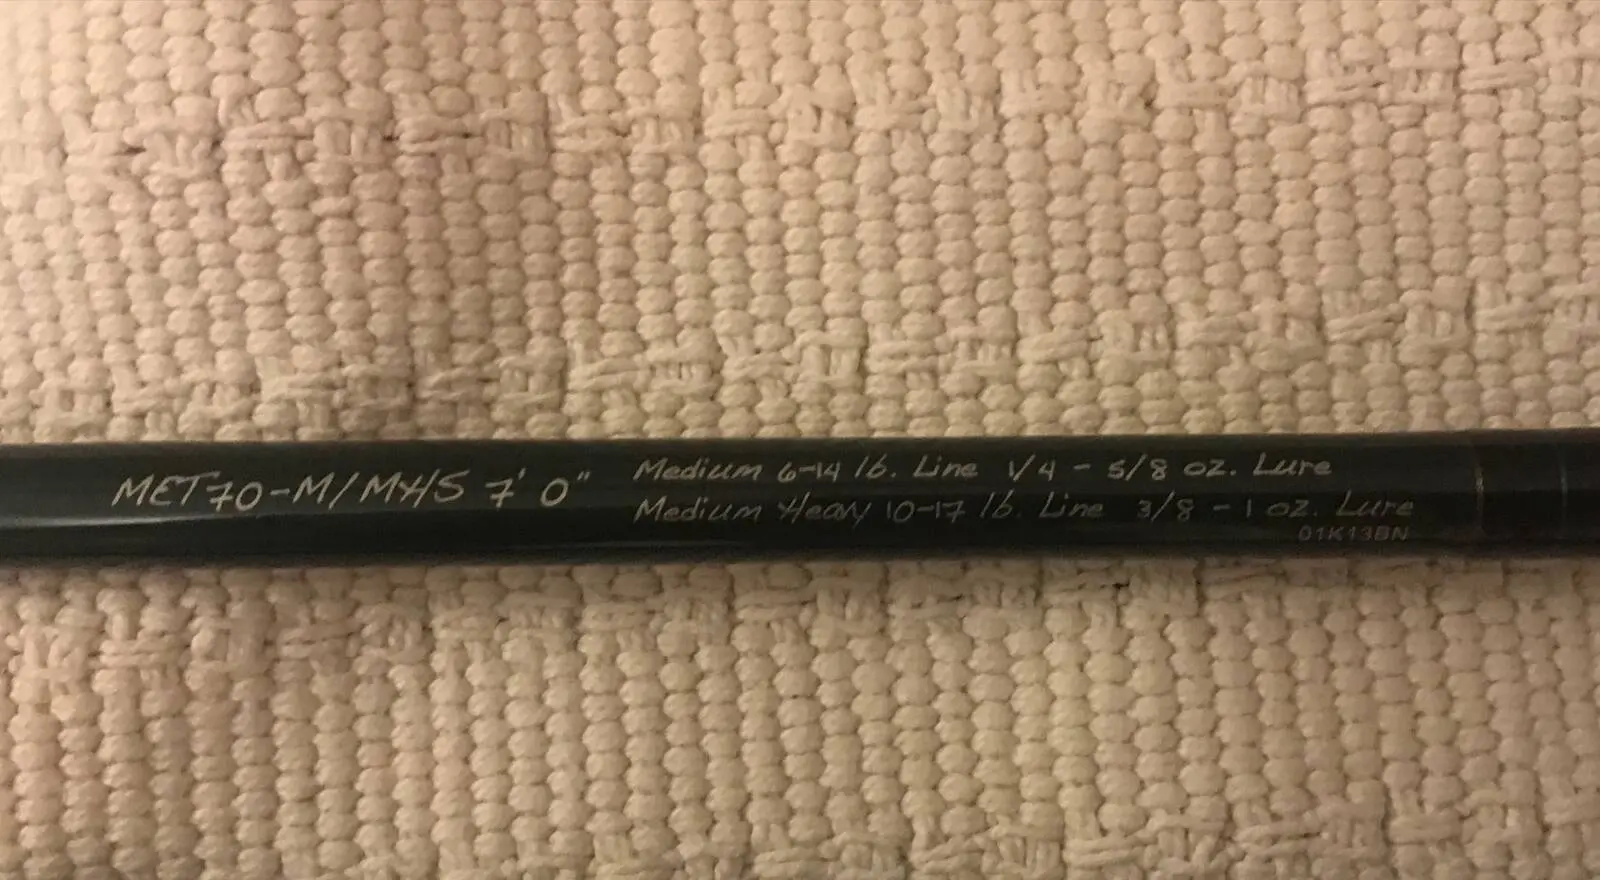 MET70-M/MXHS 7' 0"
Medium 6-14 lb. Line 1/4 - 5/8 oz. Lure
Medium Heavy 10-17 lb. Line 3/8 - 1 oz. Lure
01K13BN